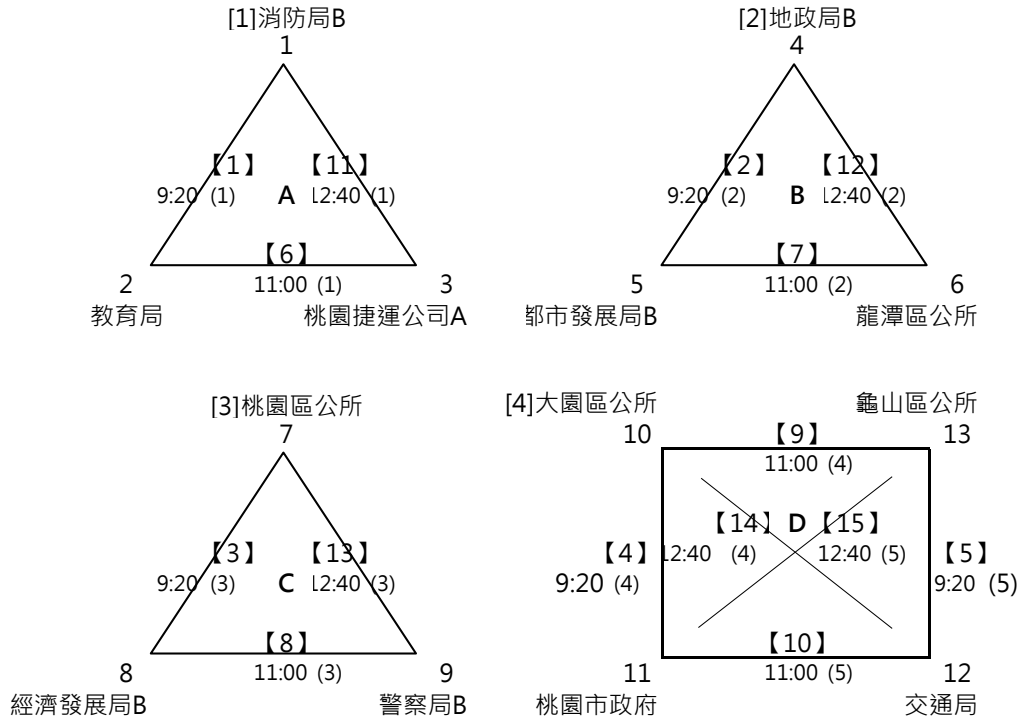 [1]消防局B
1
【1】
【11】
9:20 (1)
A
12:40 (1)
【6】
2
11:00 (1)
3
教育局
桃園捷運公司A
[2]地政局B
4
【2】
【12】
9:20 (2)
B
12:40 (2)
【7】
5
11:00 (2)
6
都市發展局B
龍潭區公所
[3]桃園區公所
7
【3】
【13】
9:20 (3)
C
12:40 (3)
【8】
8
11:00 (3)
9
經濟發展局B
警察局B
[4]大園區公所
龜山區公所
10
【9】
13
11:00 (4)
【14】
D
【15】
【4】
12:40 (4)
12:40 (5)
【5】
9:20 (4)
9:20 (5)
【10】
11
11:00 (5)
12
桃園市政府
交通局